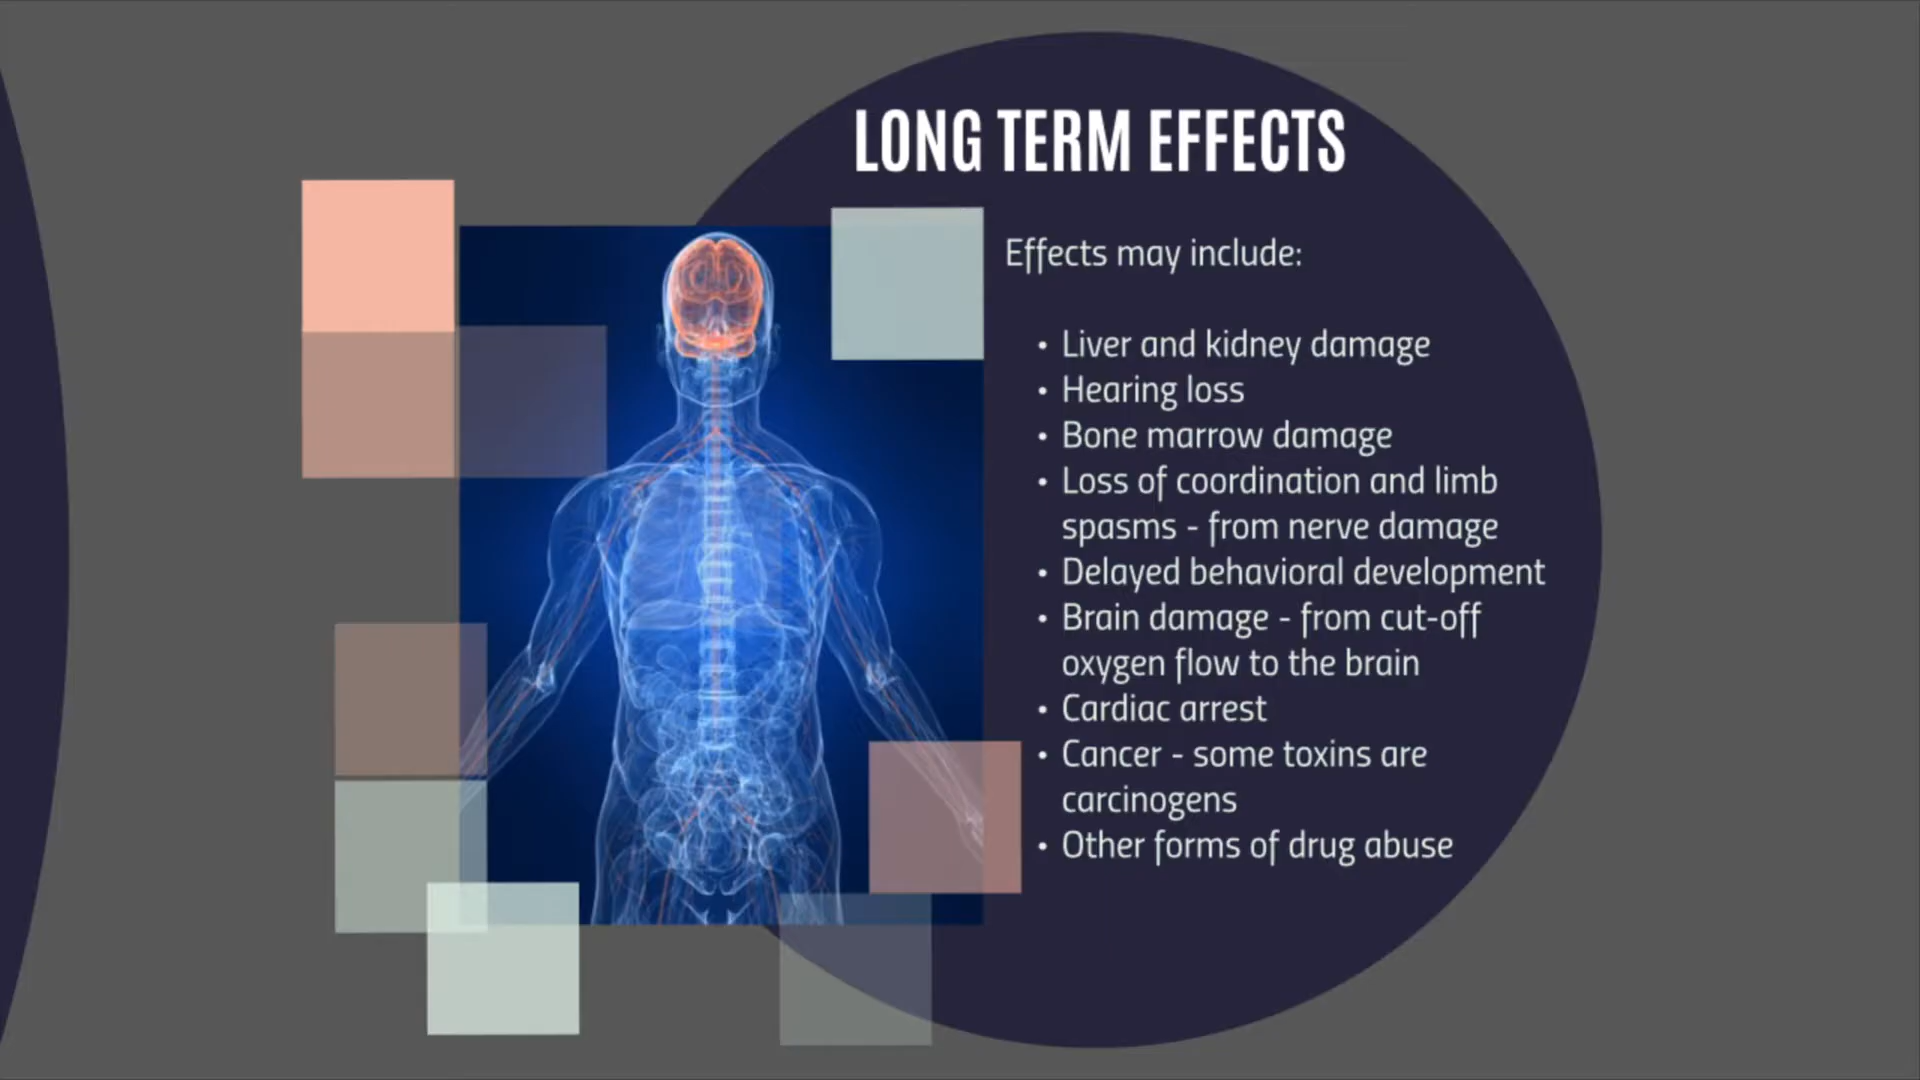 LONG TERM EFFECTS
Effects may include:
• Liver and kidney damage
• Hearing loss
• Bone marrow damage
• Loss of coordination and limb
spasms - from nerve damage
• Delayed behavioral development
• Brain damage - from cut-off
oxygen flow to the brain
• Cardiac arrest
• Cancer - some toxins are
carcinogens
• Other forms of drug abuse